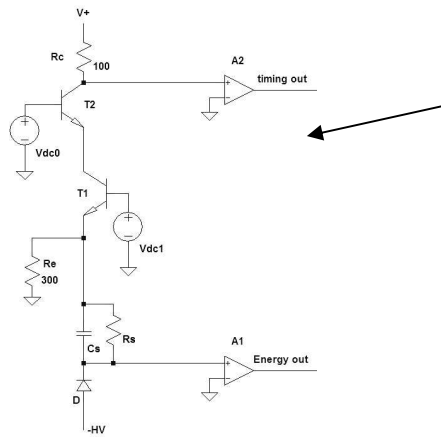 V+
Rc
100
A2
timing out
T2
Vdc0
T1
Vdc1
Re
300
Rs
Cs
A1
Energy out
D
-HV